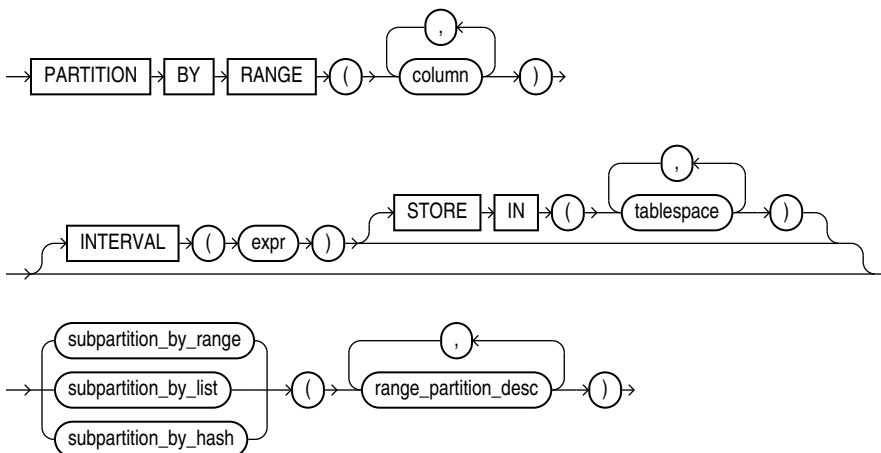 ,
PARTITION BY RANGE ( column )
,
STORE IN ( tablespace )
INTERVAL ( expr )
subpartition_by_range
,
subpartition_by_list ( range_partition_desc )
subpartition_by_hash